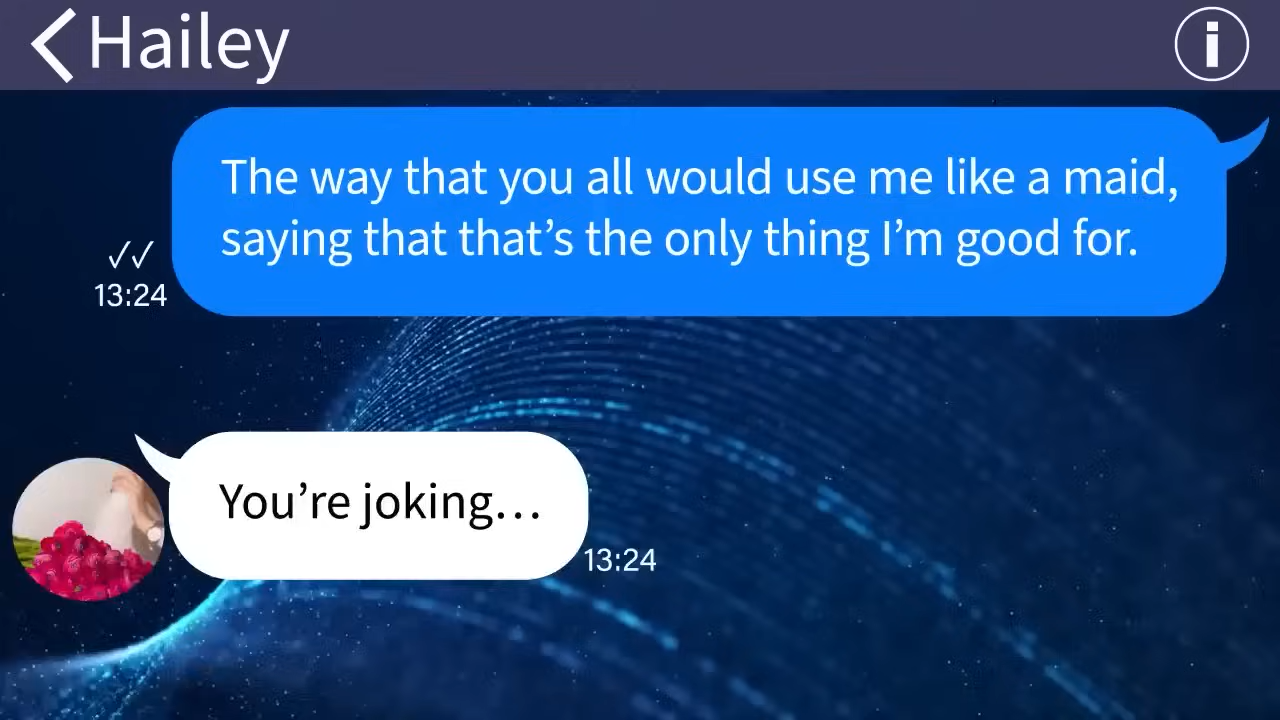 Hailey
The way that you all would use me like a maid,
saying that that’s the only thing I’m good for.
13:24
You’re joking…
13:24